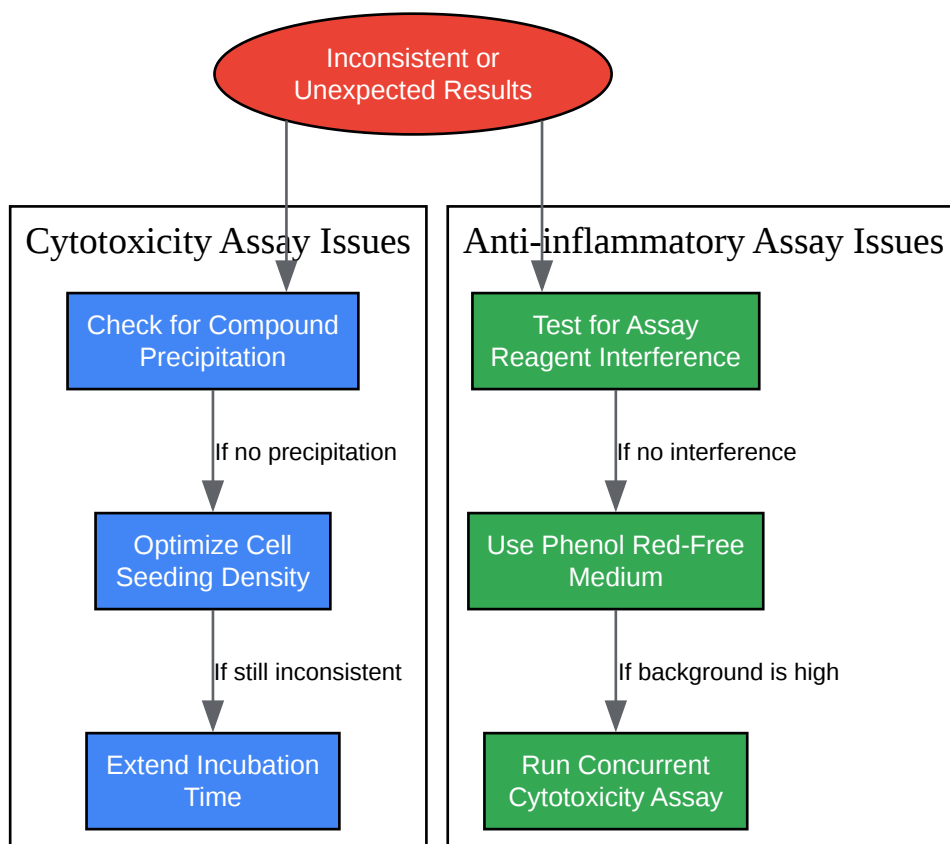 Inconsistent or
Unexpected Results
Cytotoxicity Assay Issues
Check for Compound
Precipitation
If no precipitation
Optimize Cell
Seeding Density
If still inconsistent
Extend Incubation
Time
Anti-inflammatory Assay Issues
Test for Assay
Reagent Interference
If no interference
Use Phenol Red-Free
Medium
If background is high
Run Concurrent
Cytotoxicity Assay